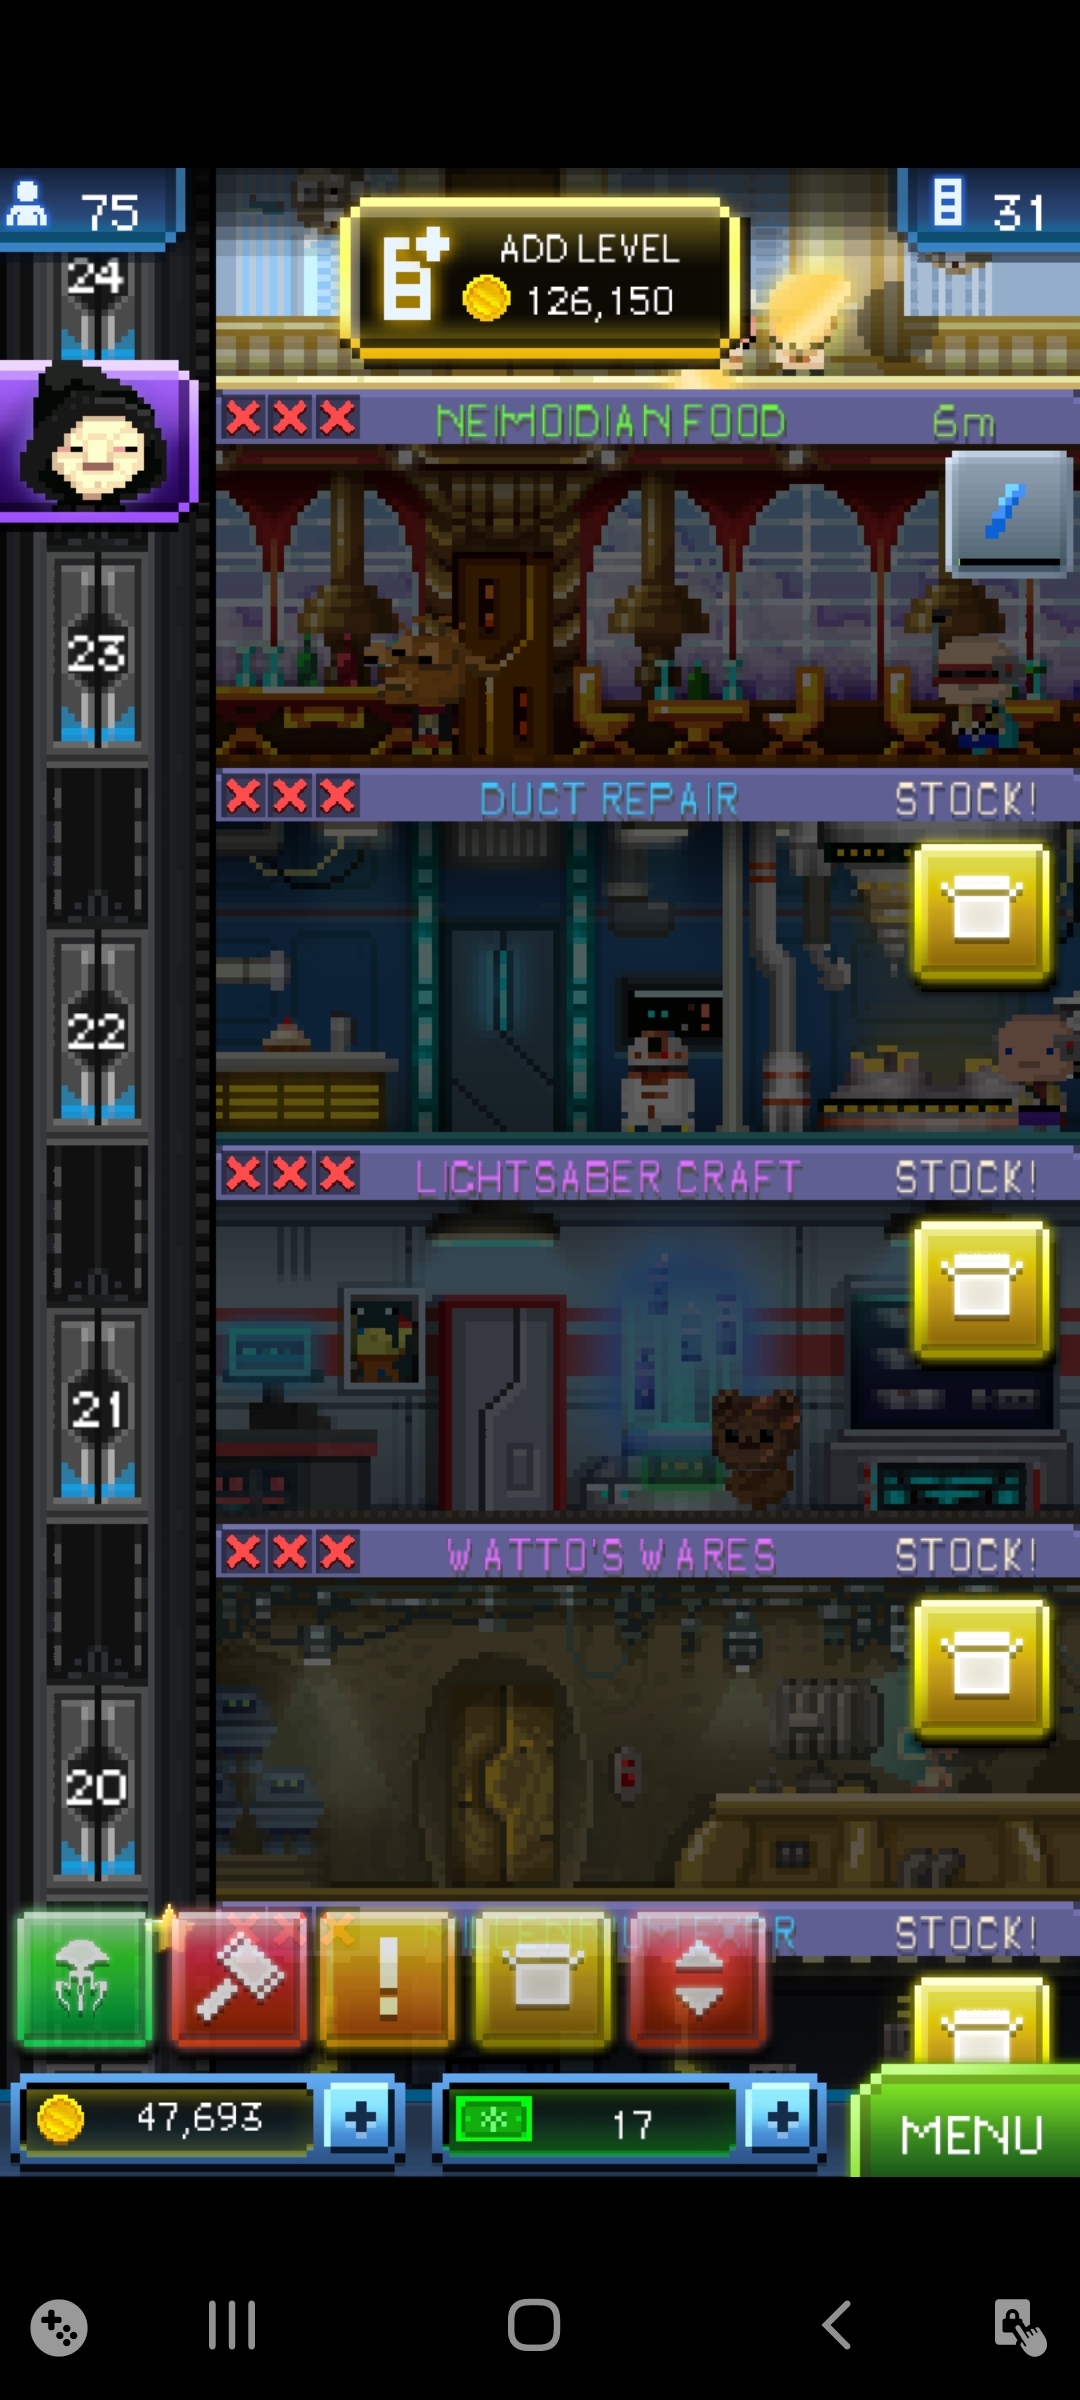 75
31
24
ADD LEVEL
126,150
NEIMOIDIAN FOOD
6m
23
DUCT REPAIR
STOCK!
22
LIGHTSABER CRAFT
STOCK!
21
WATTO'S WARES
STOCK!
20
STOCK!
47,693
17
MENU